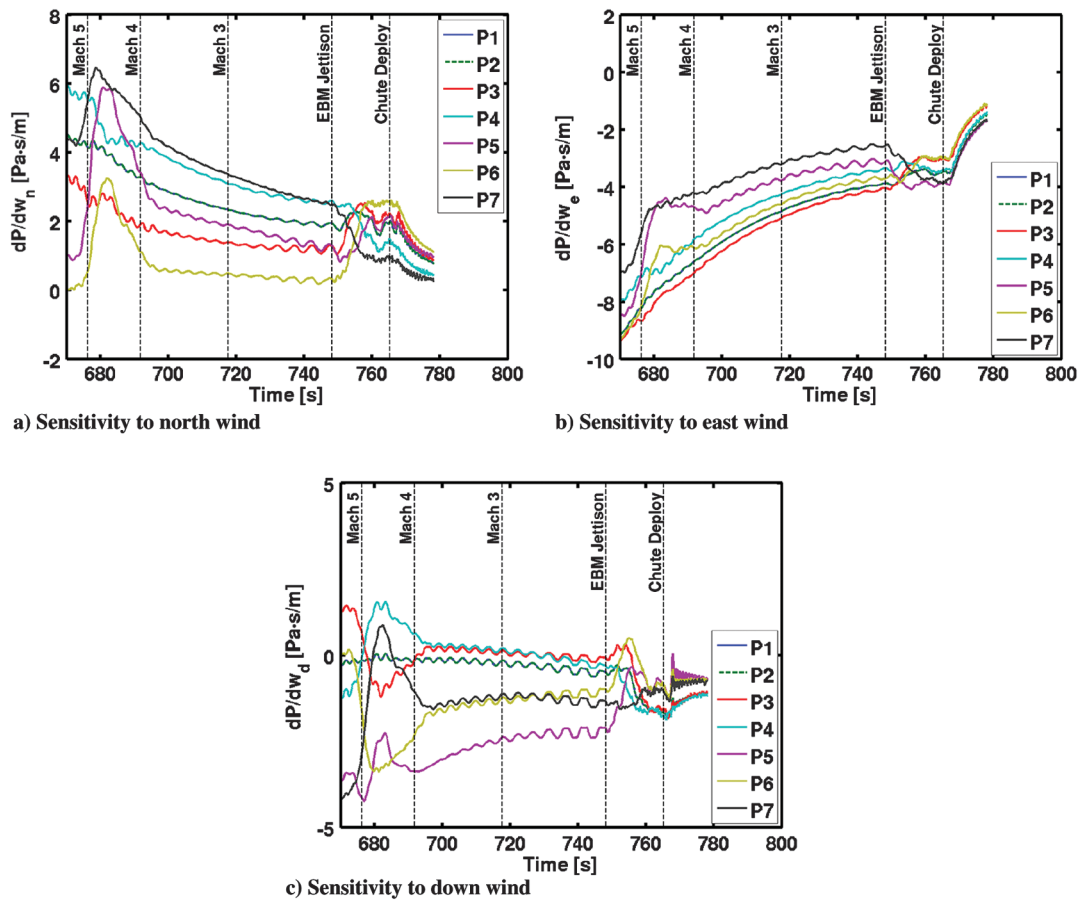 8
6
4
2
0
-2
dP/dwn [Pa·s/m]
Mach 5
Mach 4
Mach 3
EBM Jettison
Chute Deploy
P1
P2
P3
P4
P5
P6
P7
680 700 720 740 760 780 800
Time [s]
a) Sensitivity to north wind
2
0
-2
-4
-6
-8
-10
dP/dwe [Pa·s/m]
Mach 5
Mach 4
Mach 3
EBM Jettison
Chute Deploy
P1
P2
P3
P4
P5
P6
P7
680 700 720 740 760 780 800
Time [s]
b) Sensitivity to east wind
5
0
-5
dP/dwd [Pa·s/m]
Mach 5
Mach 4
Mach 3
EBM Jettison
Chute Deploy
P1
P2
P3
P4
P5
P6
P7
680 700 720 740 760 780 800
Time [s]
c) Sensitivity to down wind